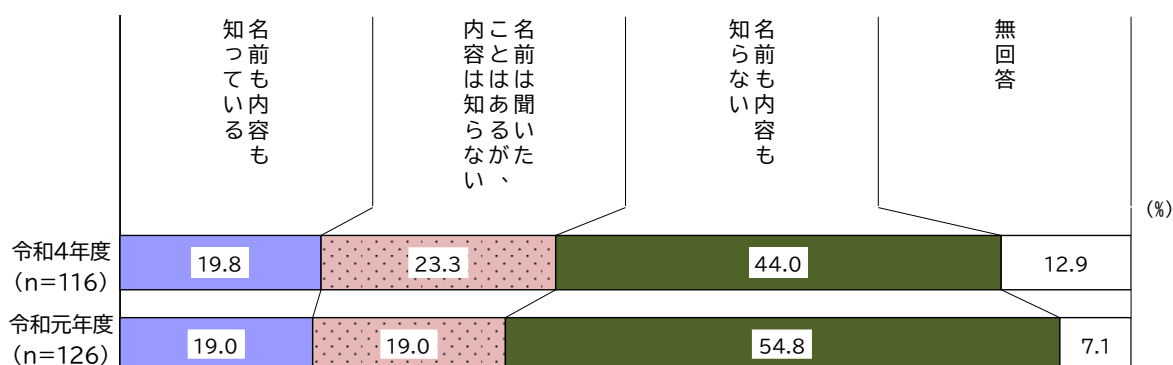 名前も内容も
知っている
名前は聞いた
ことはあるが、
内容は知らない
名前も内容も
知らない
無回答
(%)
令和4年度
(n=116)
19.8
23.3
44.0
12.9
令和元年度
(n=126)
19.0
19.0
54.8
7.1